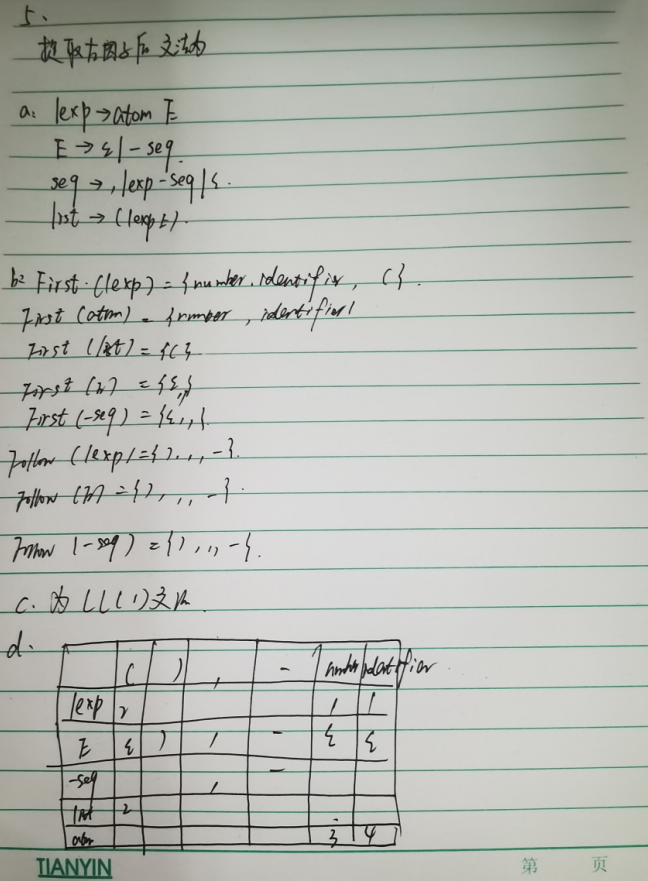 5、
提取左因子后文法为
a: lexp→atom E
E → ε | - seq.
seq → , lexp - seq | ε.
list → (lexp E).
b: First.(lexp) = {number. identifier, (}.
First (atom) = {number, identifier}
First (list) = {(}
First = {ε,,}
First (-seq) = {ε,,}.
Follow (lexp) = {), ,, -}.
Follow = {), ,, -}.
Follow (-seq) = {), ,, -}.
c. 为 LL(1)文法.
d.
( ) , - number identifier
lexp 2 1 1
E ε ) , - ε ε
-seq , -
list 2
atom 3 4
TIANYIN 第 页